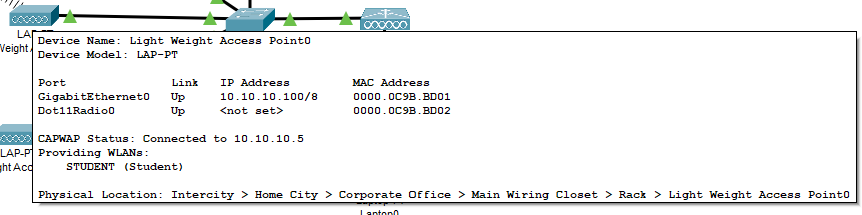 LAP-PT
Weight A
Device Name: Light Weight Access Point0
Device Model: LAP-PT
Port Link IP Address MAC Address
GigabitEthernet0 Up 10.10.10.100/8 0000.0C9B.BD01
Dot11Radio0 Up <not set> 0000.0C9B.BD02
CAPWAP Status: Connected to 10.10.10.5
Providing WLANs:
STUDENT (Student)
LAP-PT
ght Acc
Physical Location: Intercity > Home City > Corporate Office > Main Wiring Closet > Rack > Light Weight Access Point0
Laptop0